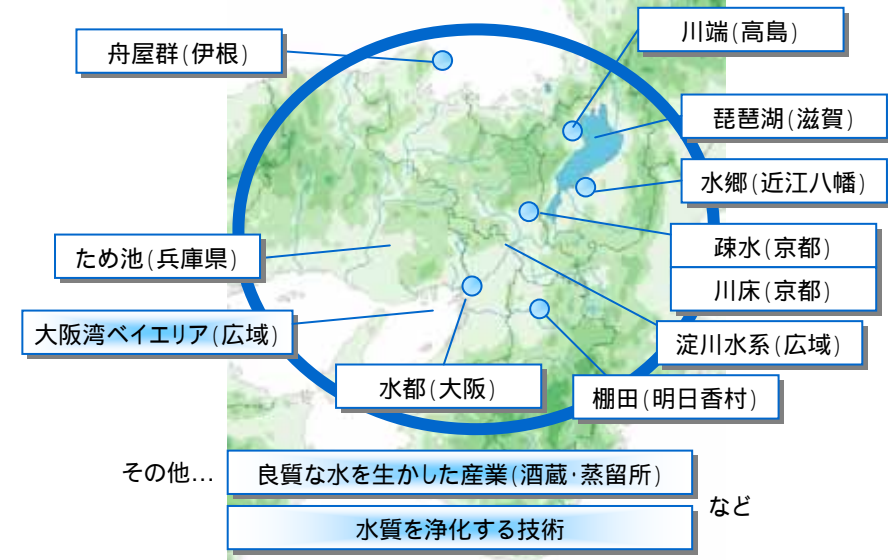 川端(高島)
舟屋群(伊根)
琵琶湖(滋賀)
水郷(近江八幡)
疎水(京都)
川床(京都)
ため池(兵庫県)
大阪湾ベイエリア(広域)
淀川水系(広域)
水都(大阪)
棚田(明日香村)
その他…
良質な水を生かした産業(酒蔵・蒸留所)
水質を浄化する技術
など